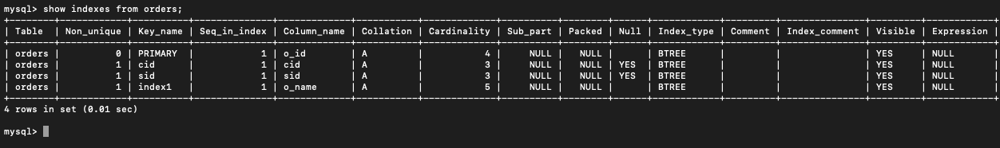 mysql> show indexes from orders;
+--------+------------+----------+--------------+-------------+-----------+-------------+----------+--------+------+------------+---------+---------------+---------+------------+
| Table | Non_unique | Key_name | Seq_in_index | Column_name | Collation | Cardinality | Sub_part | Packed | Null | Index_type | Comment | Index_comment | Visible | Expression |
+--------+------------+----------+--------------+-------------+-----------+-------------+----------+--------+------+------------+---------+---------------+---------+------------+
| orders | 0 | PRIMARY | 1 | o_id | A | 4 | NULL | NULL | | BTREE | | | YES | NULL |
| orders | 1 | cid | 1 | cid | A | 3 | NULL | NULL | YES | BTREE | | | YES | NULL |
| orders | 1 | sid | 1 | sid | A | 3 | NULL | NULL | YES | BTREE | | | YES | NULL |
| orders | 1 | index1 | 1 | o_name | A | 5 | NULL | NULL | | BTREE | | | YES | NULL |
+--------+------------+----------+--------------+-------------+-----------+-------------+----------+--------+------+------------+---------+---------------+---------+------------+
4 rows in set (0.01 sec)
mysql>